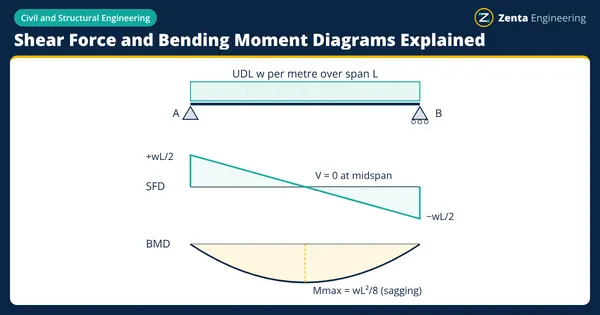 Civil and Structural Engineering
Zenta Engineering
Shear Force and Bending Moment Diagrams Explained
UDL w per metre over span L
A
B
+wL/2
V = 0 at midspan
SFD
−wL/2
BMD
Mmax = wL²/8 (sagging)